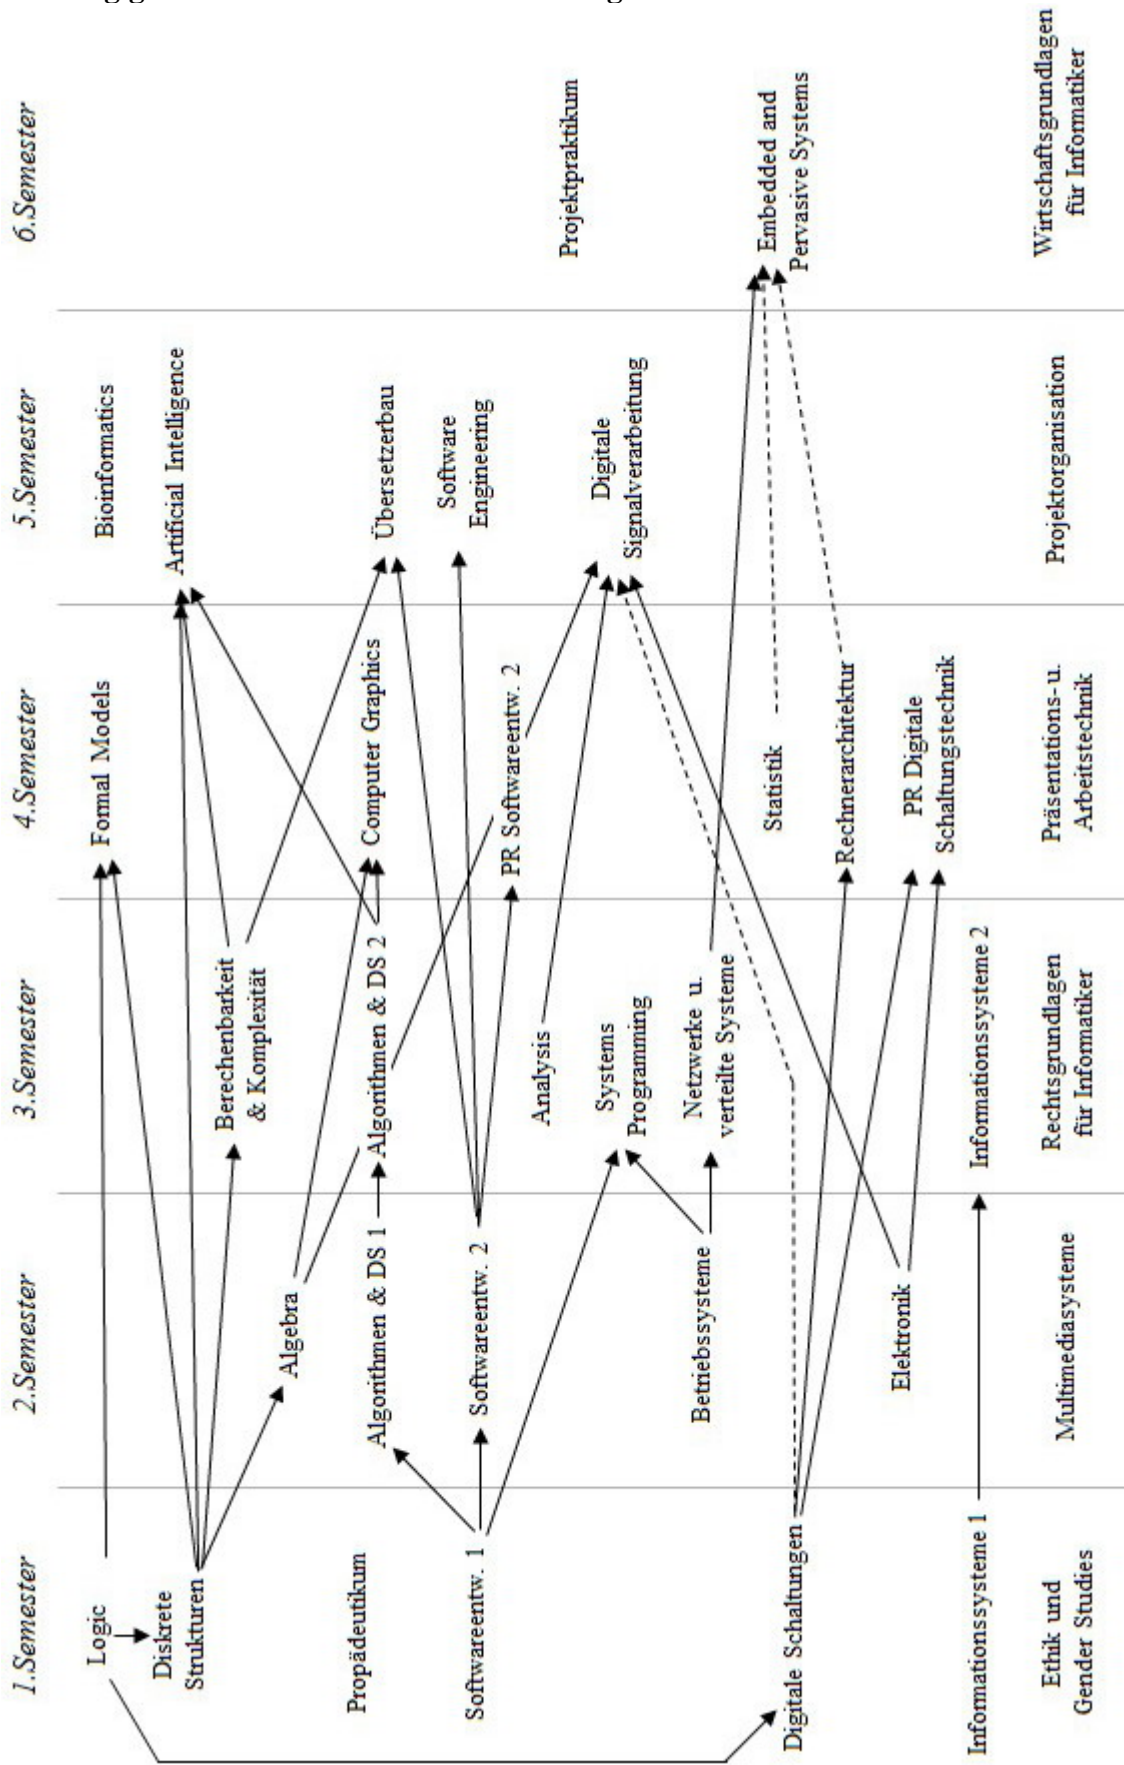 1.Semester
2.Semester
3.Semester
4.Semester
5.Semester
6.Semester
Logic
Diskrete
Strukturen
Propädeutikum
Softwareentw. 1
Digitale Schaltungen
Informationssysteme 1
Ethik und
Gender Studies
Algebra
Algorithmen & DS 1
Softwareentw. 2
Betriebssysteme
Elektronik
Multimediasysteme
Berechenbarkeit
& Komplexität
Algorithmen & DS 2
Analysis
Systems
Programming
Netzwerke u.
verteilte Systeme
Informationssysteme 2
Rechtsgrundlagen
für Informatiker
Formal Models
Computer Graphics
PR Softwareentw. 2
Statistik
Rechnerarchitektur
PR Digitale
Schaltungstechnik
Präsentations-u.
Arbeitstechnik
Bioinformatics
Artificial Intelligence
Übersetzerbau
Software
Engineering
Digitale
Signalverarbeitung
Projektorganisation
Projektpraktikum
Embedded and
Pervasive Systems
Wirtschaftsgrundlagen
für Informatiker